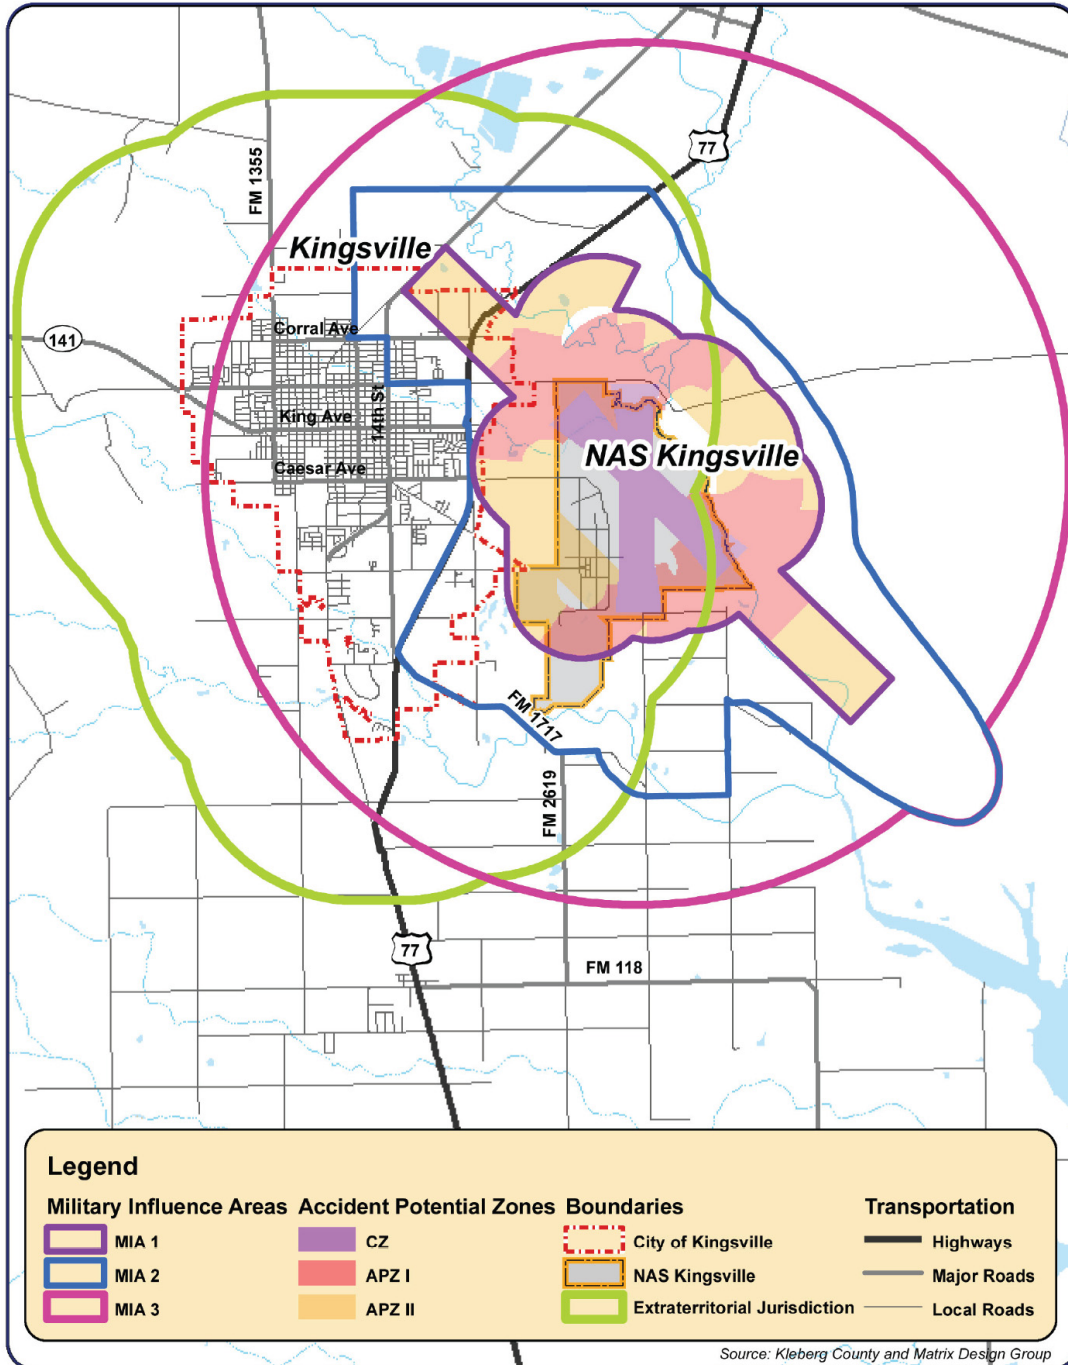 77
FM 1355
Kingsville
Corral Ave
141
14th St
King Ave
Caesar Ave
NAS Kingsville
FM 1717
FM 2619
77
FM 118
Legend
Military Influence Areas
MIA 1
MIA 2
MIA 3
Accident Potential Zones
CZ
APZ I
APZ II
Boundaries
City of Kingsville
NAS Kingsville
Extraterritorial Jurisdiction
Transportation
Highways
Major Roads
Local Roads
Source: Kleberg County and Matrix Design Group